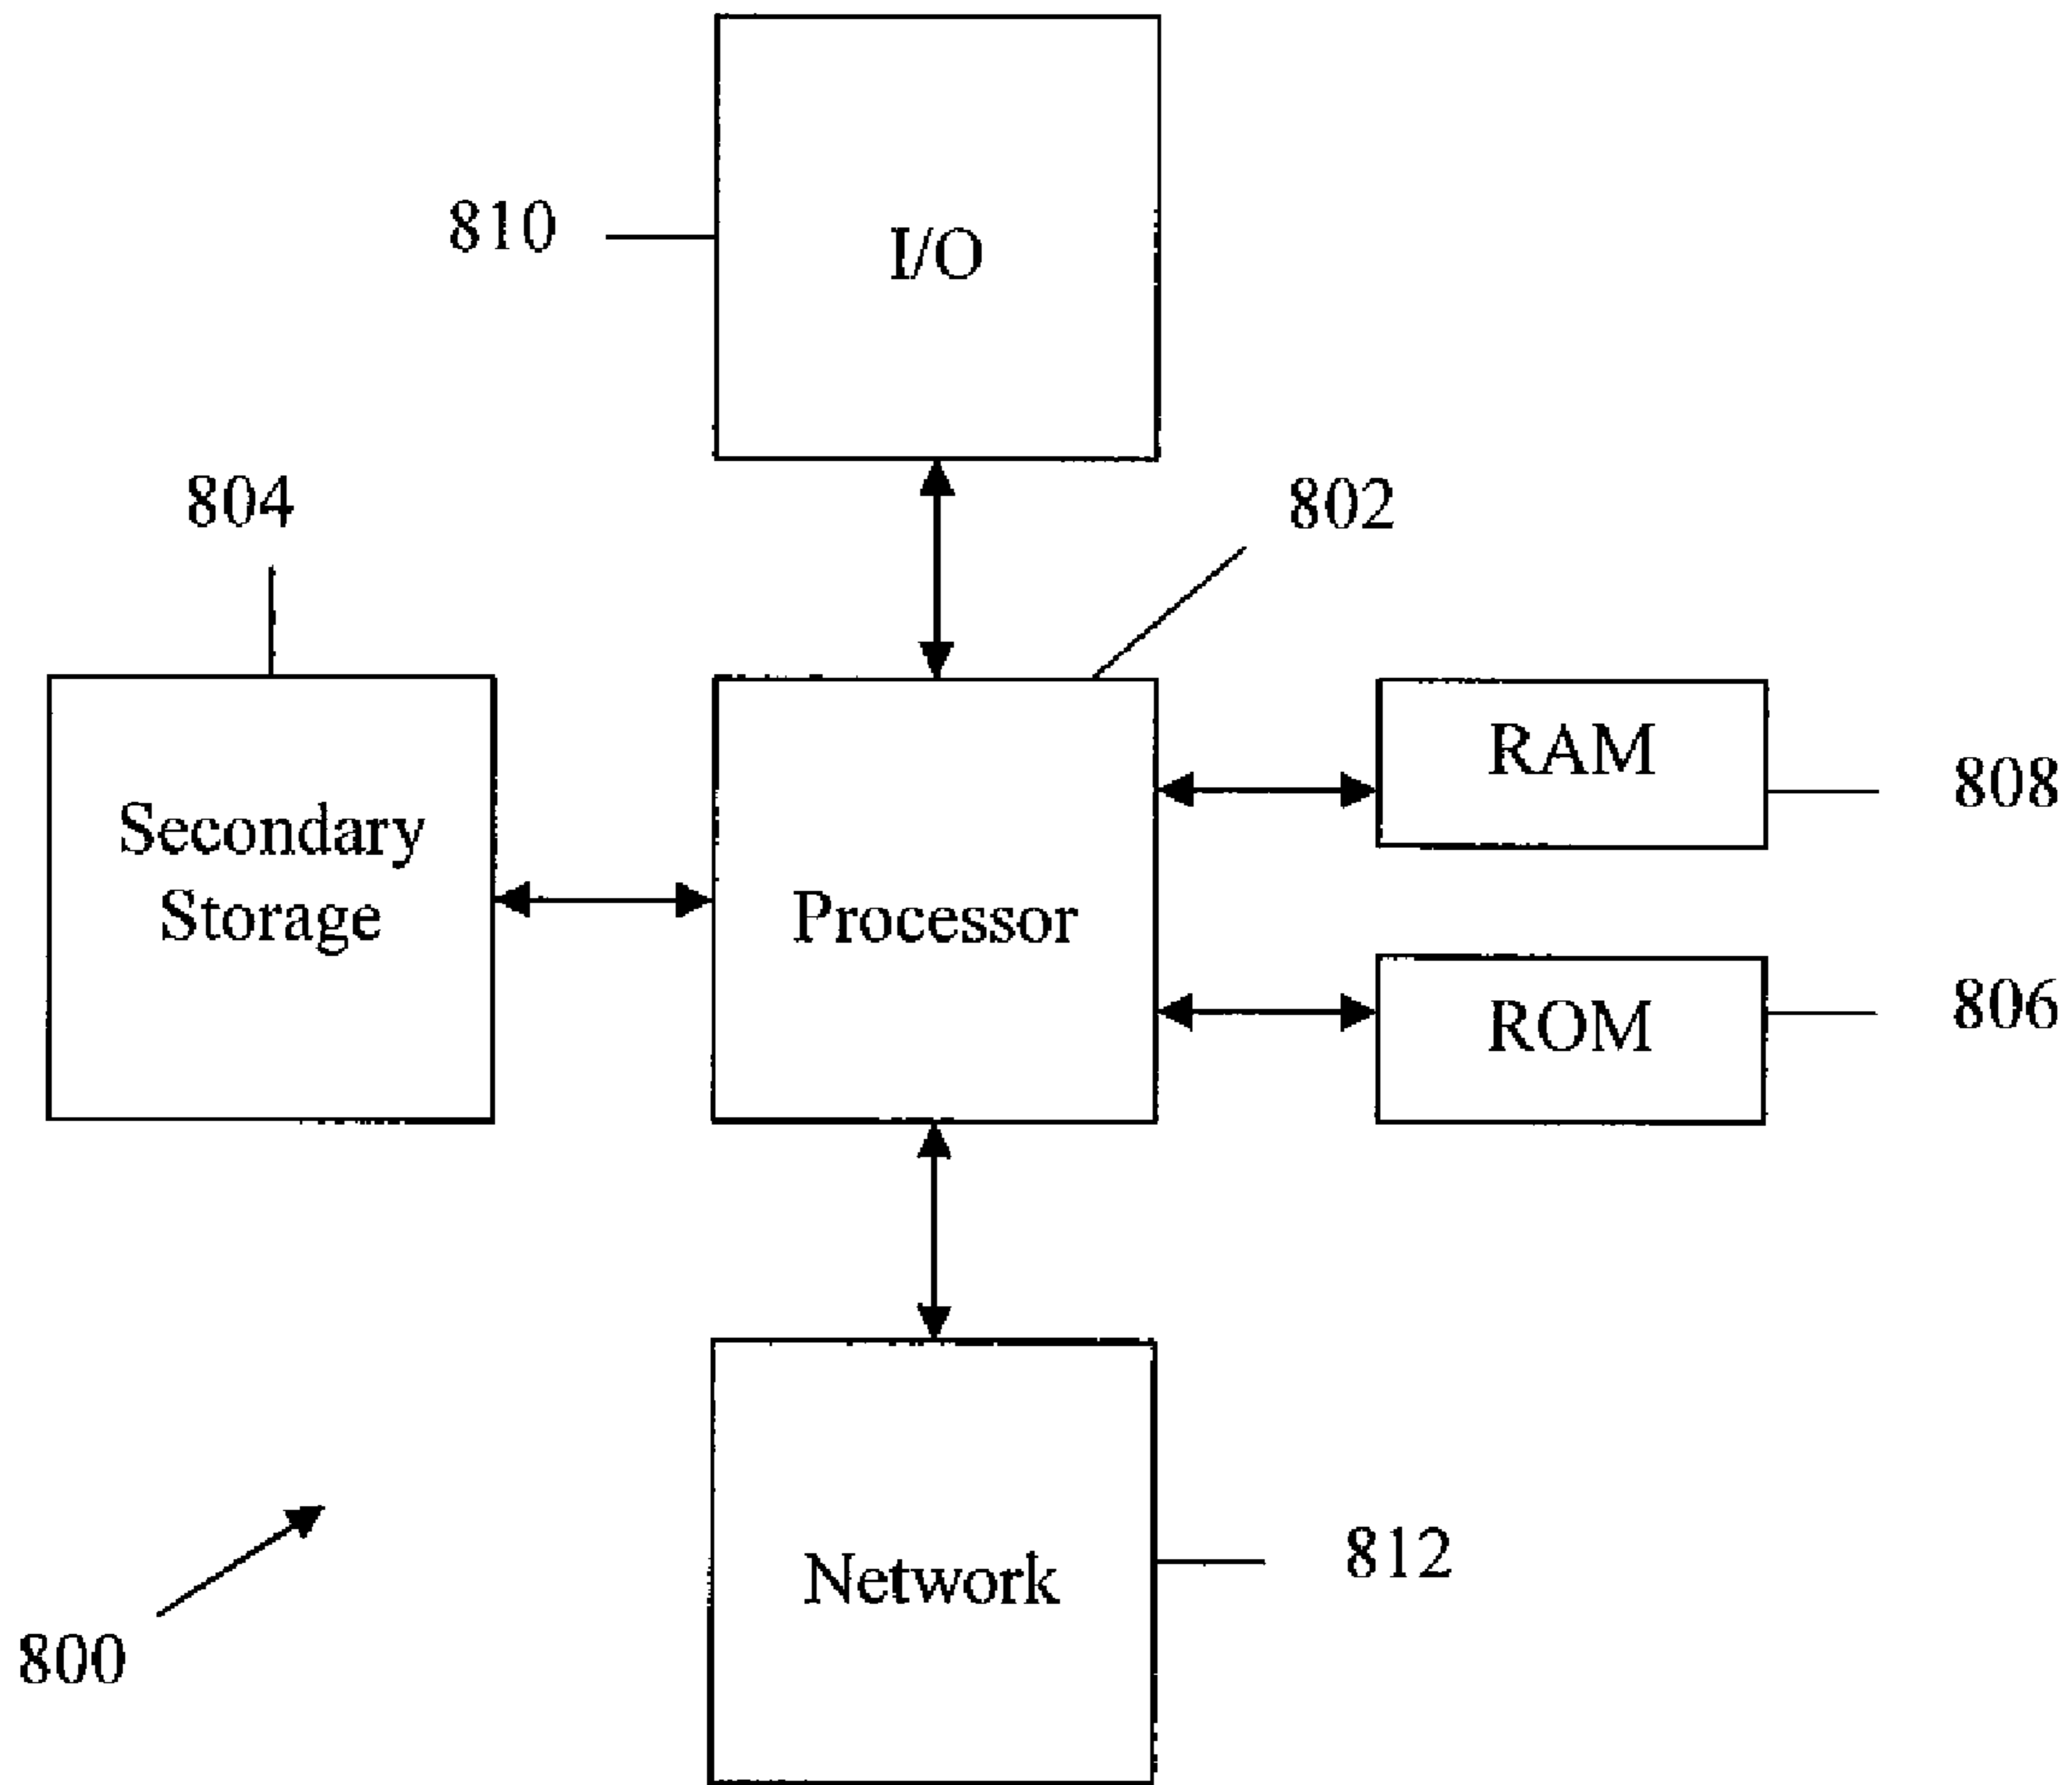 810
I/O
804
802
Secondary
Storage
Processor
RAM
808
ROM
806
Network
812
800